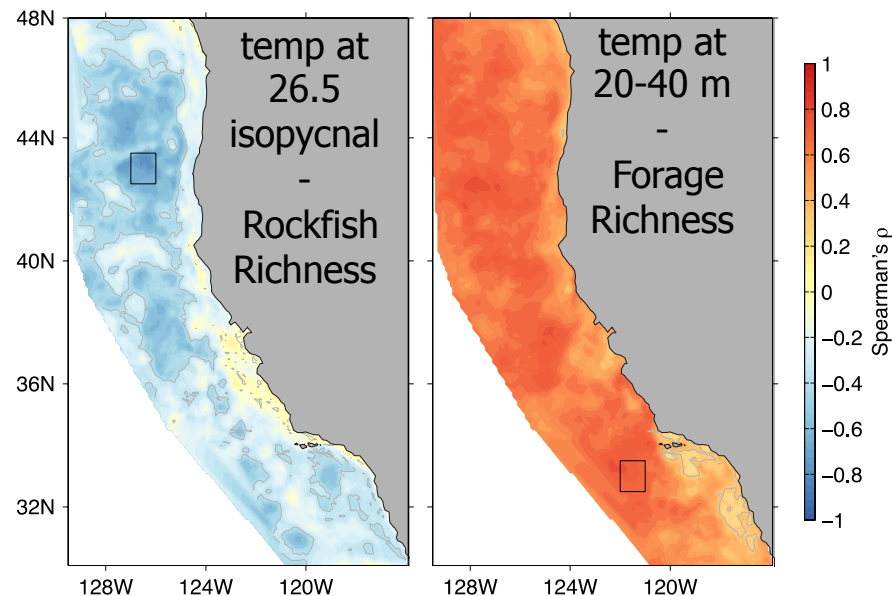 48N
44N
40N
36N
32N
128W
124W
120W
temp at
26.5
isopycnal
-
Rockfish
Richness
temp at
20-40 m
-
Forage
Richness
124W
120W
128W
1
0.8
0.6
0.4
0.2
0
−0.2
−0.4
−0.6
−0.8
−1
Spearman's ρ